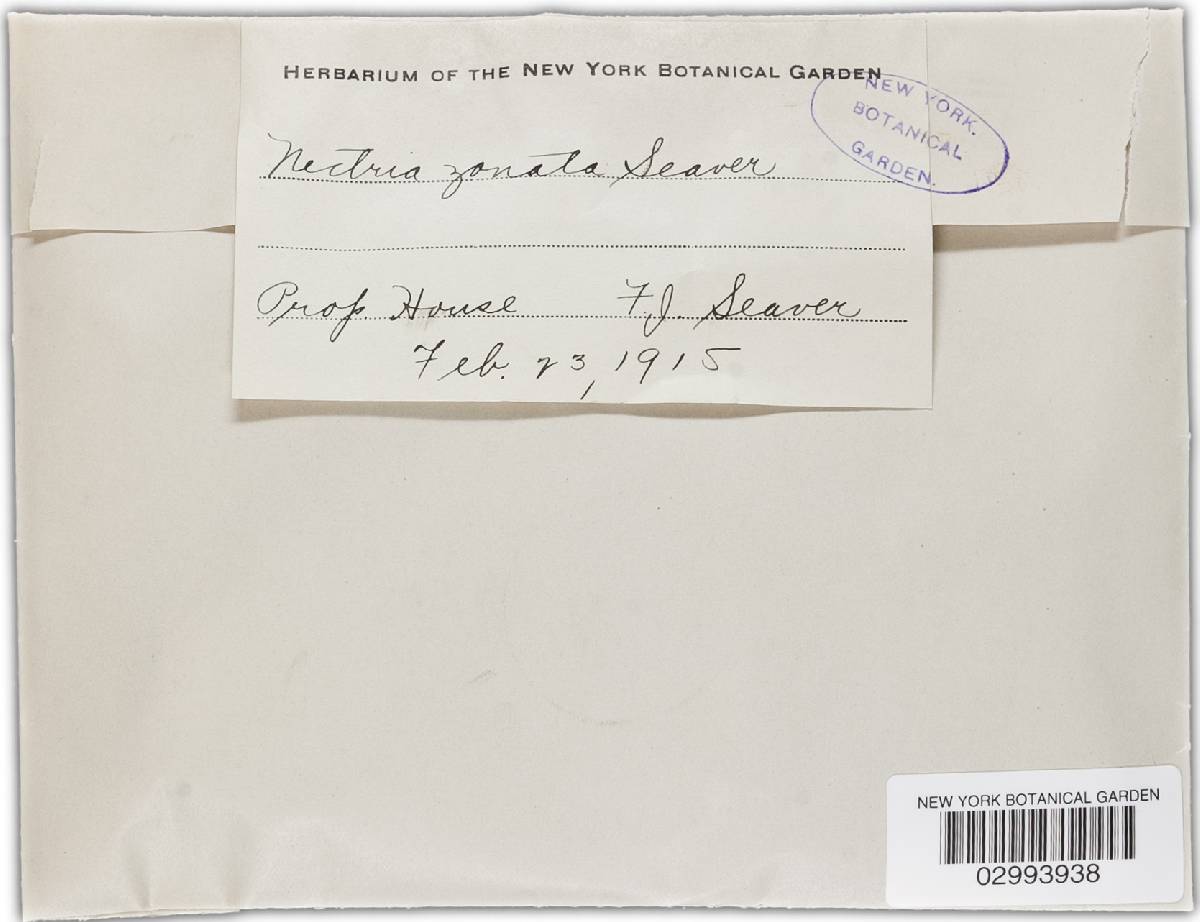 HERBARIUM OF THE NEW YORK BOTANICAL GARDEN
NEW YORK.
BOTANICAL
GARDEN.
Nectria zonata Seaver
Prop. House F.J. Seaver
Feb. 23, 1915
NEW YORK BOTANICAL GARDEN
02993938